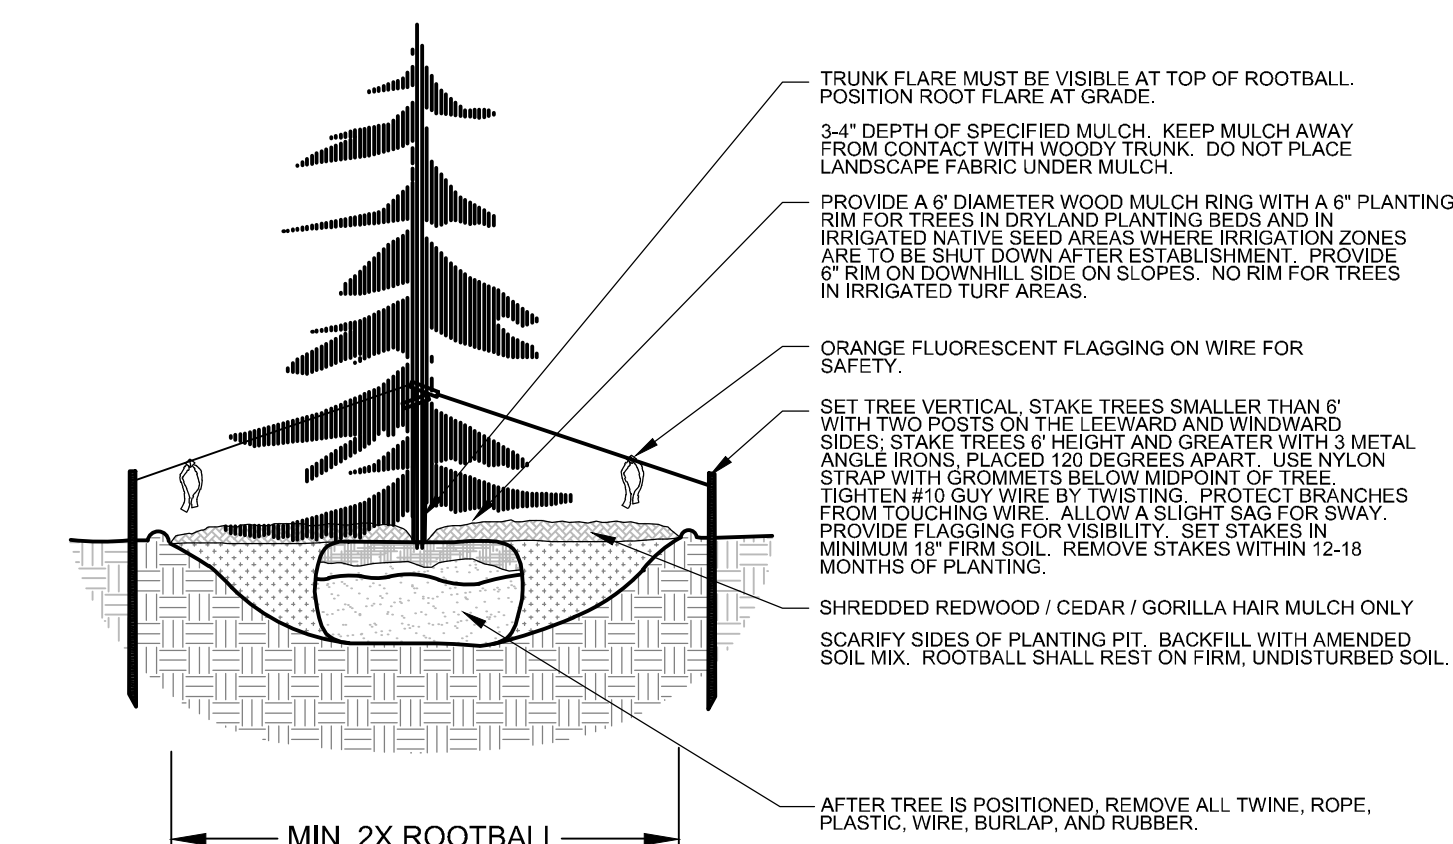 TRUNK FLARE MUST BE VISIBLE AT TOP OF ROOTBALL.
POSITION ROOT FLARE AT GRADE.
3-4" DEPTH OF SPECIFIED MULCH. KEEP MULCH AWAY
FROM CONTACT WITH WOODY TRUNK. DO NOT PLACE
LANDSCAPE FABRIC UNDER MULCH.
PROVIDE A 6' DIAMETER WOOD MULCH RING WITH A 6" PLANTING
RIM FOR TREES IN DRYLAND PLANTING BEDS AND IN
IRRIGATED NATIVE SEED AREAS WHERE IRRIGATION ZONES
ARE TO BE SHUT DOWN AFTER ESTABLISHMENT. PROVIDE
6" RIM ON DOWNHILL SIDE ON SLOPES. NO RIM FOR TREES
IN IRRIGATED TURF AREAS.
ORANGE FLUORESCENT FLAGGING ON WIRE FOR
SAFETY.
SET TREE VERTICAL, STAKE TREES SMALLER THAN 6'
WITH TWO POSTS ON THE LEEWARD AND WINDWARD
SIDES; STAKE TREES 6' HEIGHT AND GREATER WITH 3 METAL
ANGLE IRONS, PLACED 120 DEGREES APART. USE NYLON
STRAP WITH GROMMETS BELOW MIDPOINT OF TREE.
TIGHTEN #10 GUY WIRE BY TWISTING. PROTECT BRANCHES
FROM TOUCHING WIRE. ALLOW A SLIGHT SAG FOR SWAY.
PROVIDE FLAGGING FOR VISIBILITY. SET STAKES IN
MINIMUM 18" FIRM SOIL. REMOVE STAKES WITHIN 12-18
MONTHS OF PLANTING.
SHREDDED REDWOOD / CEDAR / GORILLA HAIR MULCH ONLY
SCARIFY SIDES OF PLANTING PIT. BACKFILL WITH AMENDED
SOIL MIX. ROOTBALL SHALL REST ON FIRM, UNDISTURBED SOIL.
AFTER TREE IS POSITIONED, REMOVE ALL TWINE, ROPE,
PLASTIC, WIRE, BURLAP, AND RUBBER.
MIN. 2X ROOTBALL